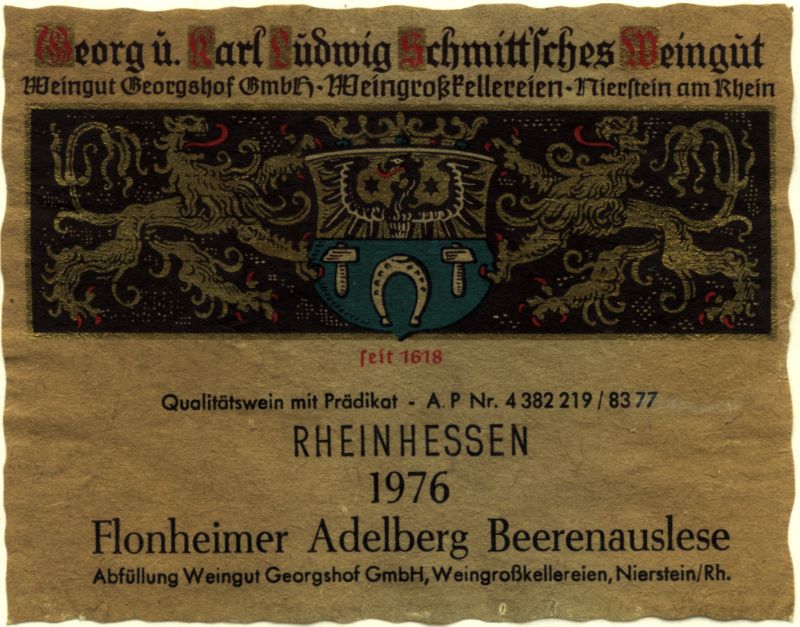 Georg u. Karl Ludwig Schmitt'sches Weingut
Weingut Georgshof GmbH · Weingroßkellereien · Nierstein am Rhein
seit 1618
Qualitätswein mit Prädikat - A. P Nr. 4 382 219 / 83 77
RHEINHESSEN
1976
Flonheimer Adelberg Beerenauslese
Abfüllung Weingut Georgshof GmbH, Weingroßkellereien, Nierstein/Rh.